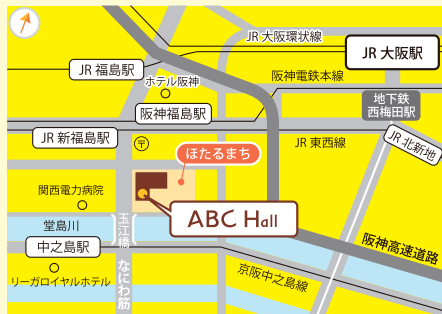 JR 大阪環状線
JR 大阪駅
JR 福島駅
ホテル阪神
阪神電鉄本線
阪神福島駅
地下鉄
西梅田駅
JR 新福島駅
〒
JR 東西線
JR 北新地
ほたるまち
関西電力病院
ABC Hall
堂島川
玉江橋
中之島駅
阪神高速道路
京阪中之島線
リーガロイヤルホテル
なにわ筋